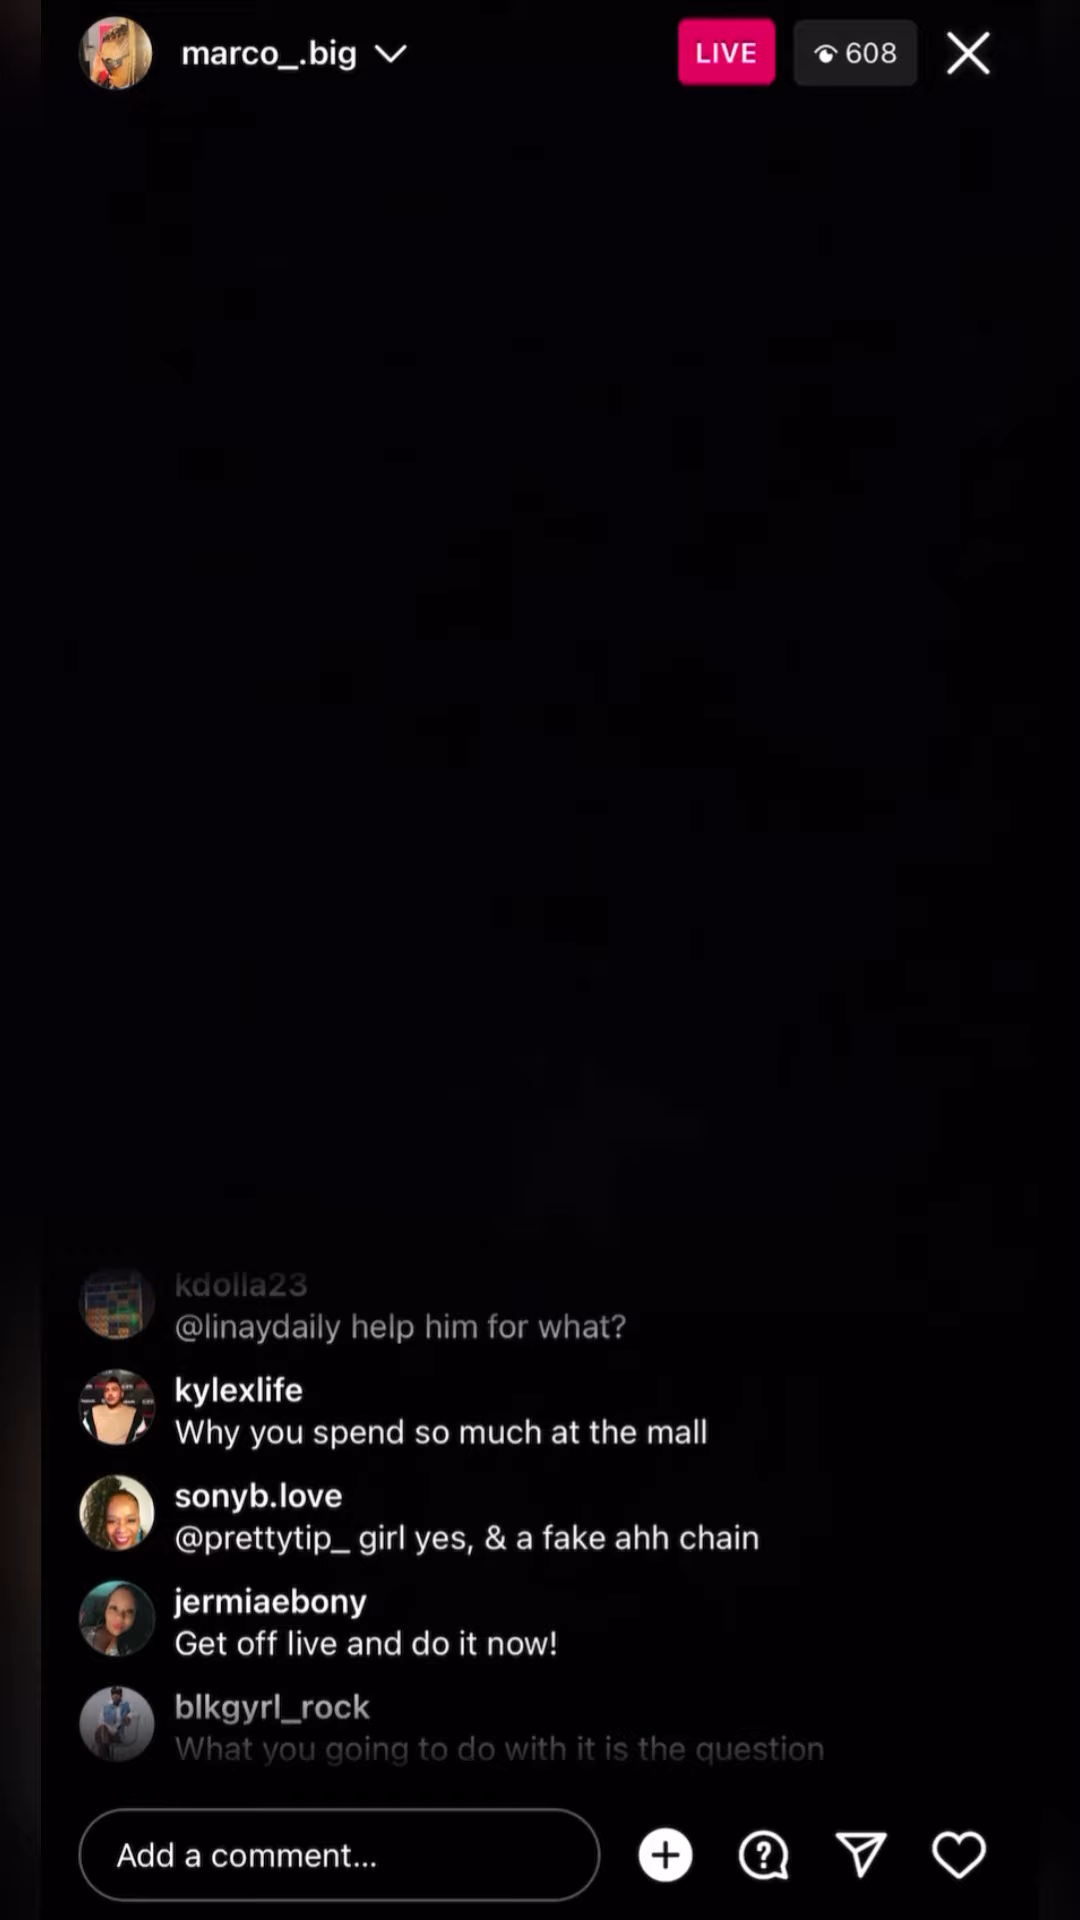 marco_.big
LIVE
608
kdolla23
@linaydaily help him for what?
kylexlife
Why you spend so much at the mall
sonyb.love
@prettytip_ girl yes, & a fake ahh chain
jermiaebony
Get off live and do it now!
blkgyrl_rock
What you going to do with it is the question
Add a comment...